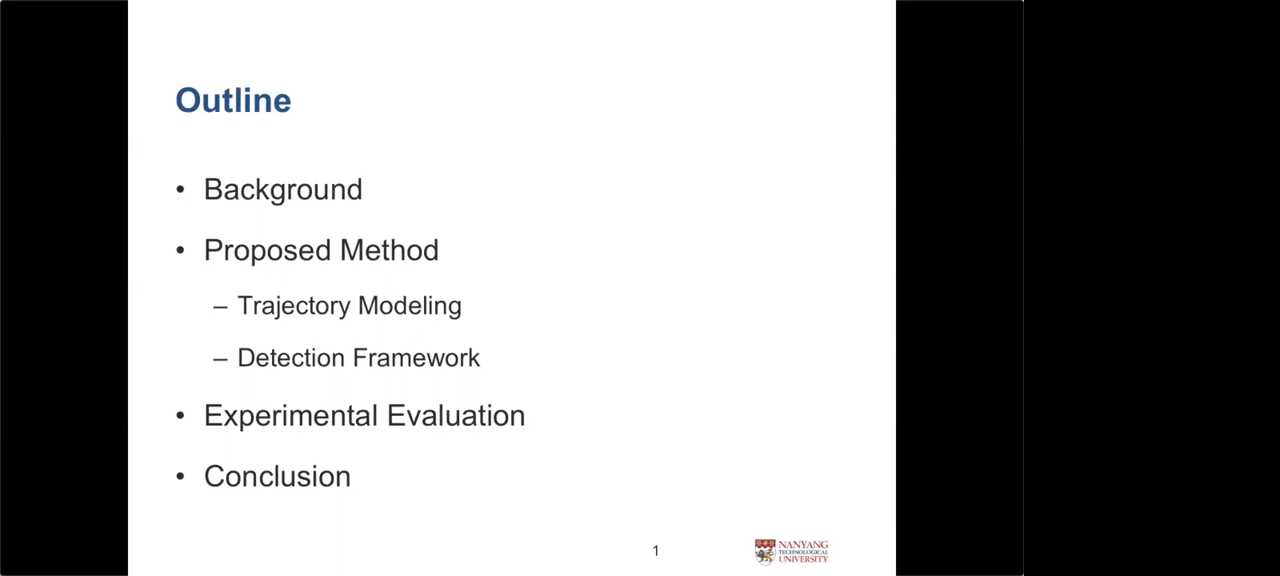 Outline
• Background
• Proposed Method
– Trajectory Modeling
– Detection Framework
• Experimental Evaluation
• Conclusion
1
NANYANG
TECHNOLOGICAL
UNIVERSITY